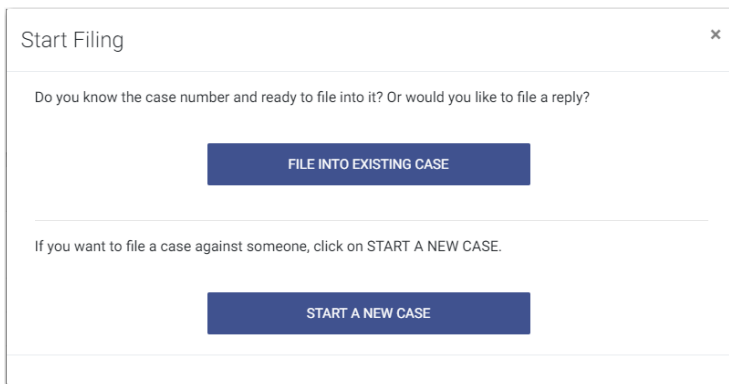 Start Filing
×
Do you know the case number and ready to file into it? Or would you like to file a reply?
FILE INTO EXISTING CASE
If you want to file a case against someone, click on START A NEW CASE.
START A NEW CASE